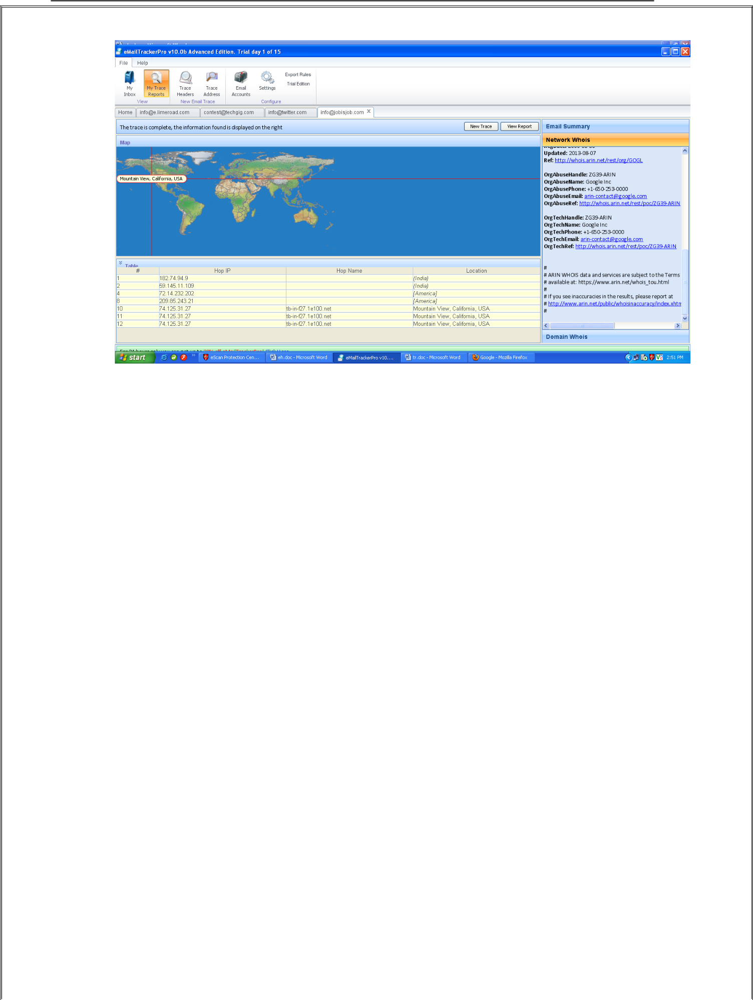 eMailTrackerPro v10.0b Advanced Edition. Trial day 1 of 15
File Help
My Inbox
My Trace Reports
Trace Headers
Trace Address
Email Accounts
Settings
Export Rules
Trial Edition
View
New Email Trace
Configure
Home info@e.limeroad.com contest@techgig.com info@twitter.com info@jobisjob.com
The trace is complete, the information found is displayed on the right
New Trace View Report
Map
Mountain View, California, USA
Table
# Hop IP Hop Name Location
1 182.74.94.9 (India)
2 59.145.11.109 (India)
4 72.14.232.202 [America]
8 209.85.243.21 [America]
10 74.125.31.27 tb-in-f27.1e100.net Mountain View, California, USA
11 74.125.31.27 tb-in-f27.1e100.net Mountain View, California, USA
12 74.125.31.27 tb-in-f27.1e100.net Mountain View, California, USA
Email Summary
Network Whois
Updated: 2013-08-07
Ref: http://whois.arin.net/rest/org/GOGL
OrgAbuseHandle: ZG39-ARIN
OrgAbuseName: Google Inc
OrgAbusePhone: +1-650-253-0000
OrgAbuseEmail: arin-contact@google.com
OrgAbuseRef: http://whois.arin.net/rest/poc/ZG39-ARIN
OrgTechHandle: ZG39-ARIN
OrgTechName: Google Inc
OrgTechPhone: +1-650-253-0000
OrgTechEmail: arin-contact@google.com
OrgTechRef: http://whois.arin.net/rest/poc/ZG39-ARIN
#
# ARIN WHOIS data and services are subject to the Terms
# available at: https://www.arin.net/whois_tou.html
#
# If you see inaccuracies in the results, please report at
# http://www.arin.net/public/whoisinaccuracy/index.xhtm
#
Domain Whois
start
eScan Protection Cen...
eh.doc - Microsoft Word
eMailTrackerPro v10....
tr.doc - Microsoft Word
Google - Mozilla Firefox
2:51 PM